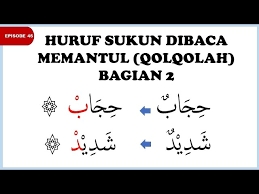 EPISODE 45
HURUF SUKUN DIBACA
MEMANTUL (QOLQOLAH)
BAGIAN 2
حِجَابٌ حِجَابْ
شَدِيْدٌ شَدِيْدْ